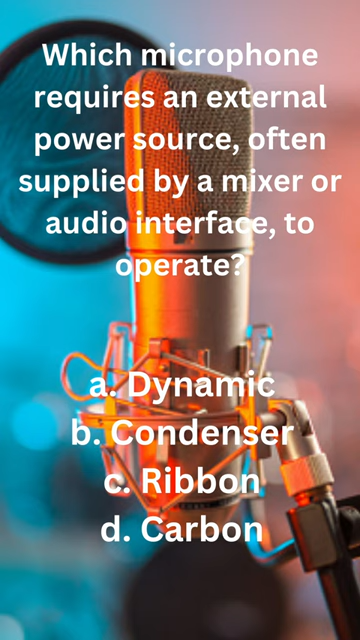 Which microphone
requires an external
power source, often
supplied by a mixer or
audio interface, to
operate?
a. Dynamic
b. Condenser
c. Ribbon
d. Carbon